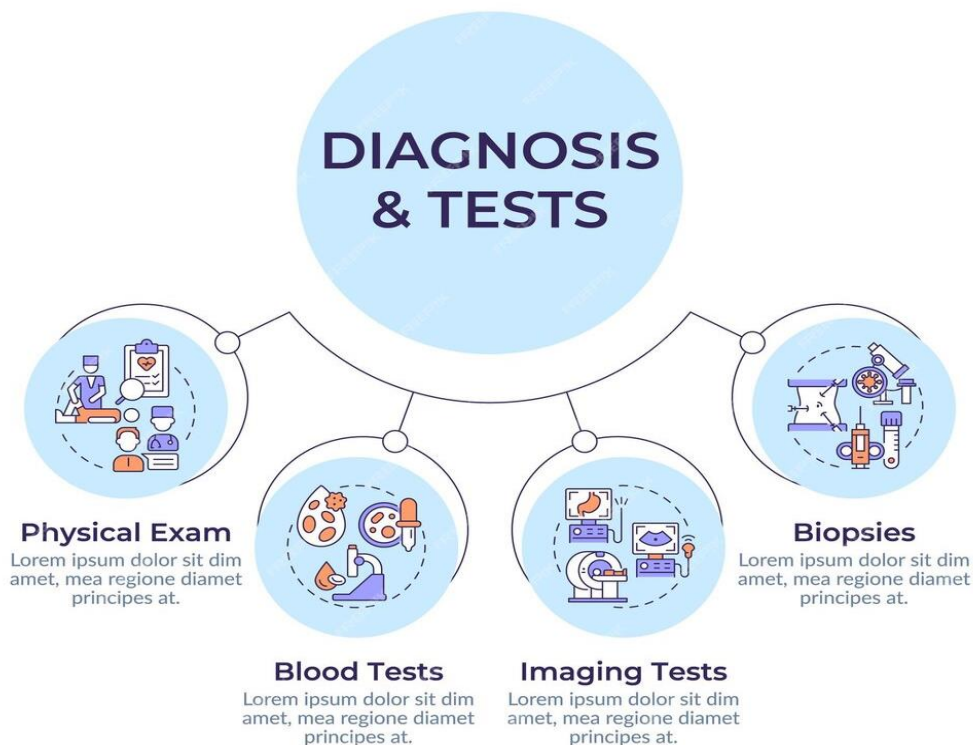 DIAGNOSIS
& TESTS
Physical Exam
Lorem ipsum dolor sit dim
amet, mea regione diamet
principes at.
Blood Tests
Lorem ipsum dolor sit dim
amet, mea regione diamet
principes at.
Imaging Tests
Lorem ipsum dolor sit dim
amet, mea regione diamet
principes at.
Biopsies
Lorem ipsum dolor sit dim
amet, mea regione diamet
principes at.